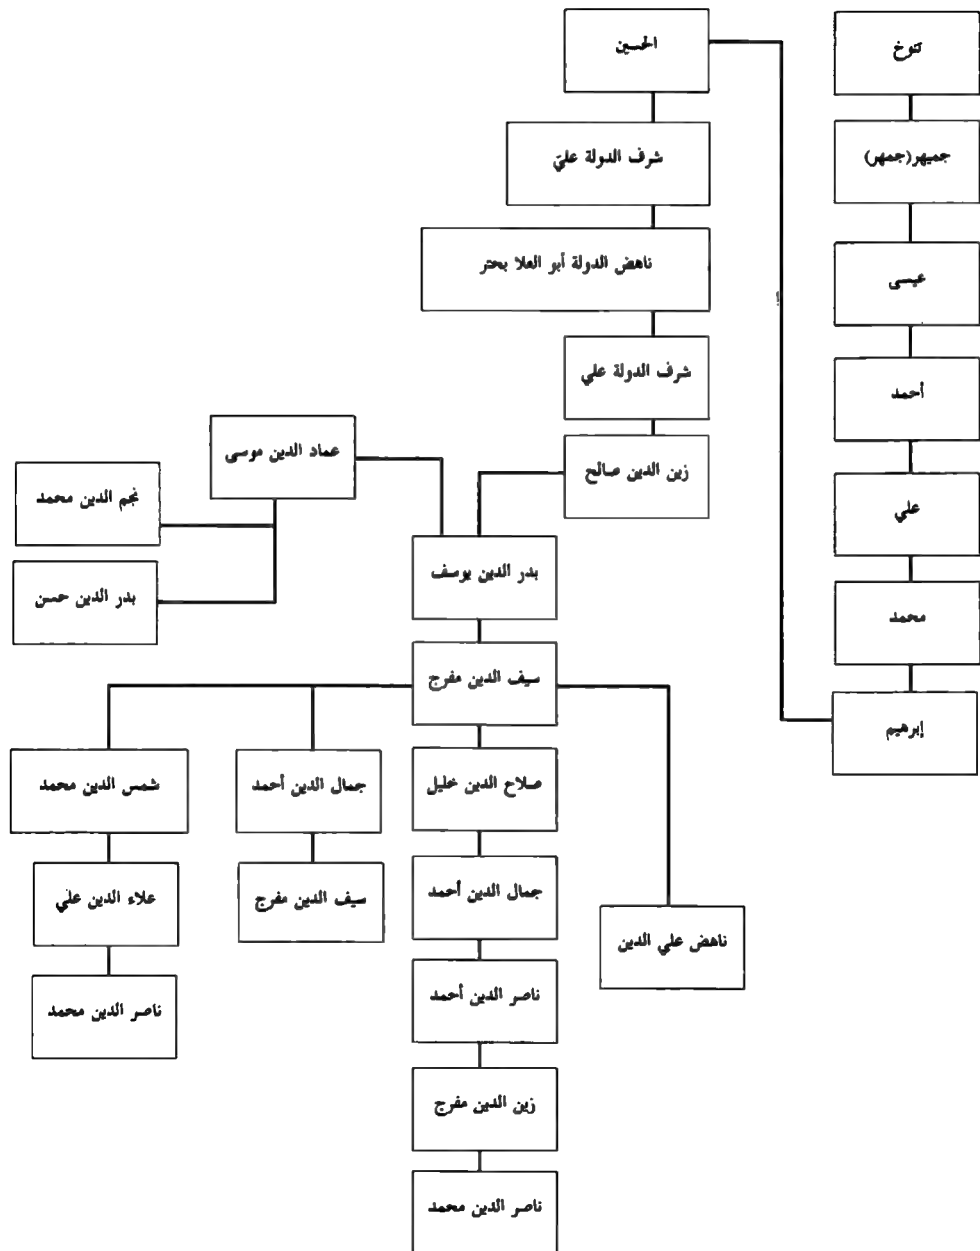 تنوخ
جميهر(جمهر)
عيسى
أحمد
علي
محمد
إبرهيم
الحسين
شرف الدولة عليّ
ناهض الدولة أبو العلا بحتر
شرف الدولة علي
زين الدين صالح
عماد الدين موسى
نجم الدين محمد
بدر الدين حسن
بدر الدين يوسف
سيف الدين مفرج
ناهض علي الدين
صلاح الدين خليل
جمال الدين أحمد
ناصر الدين أحمد
زين الدين مفرج
ناصر الدين محمد
جمال الدين أحمد
سيف الدين مفرج
شمس الدين محمد
علاء الدين علي
ناصر الدين محمد